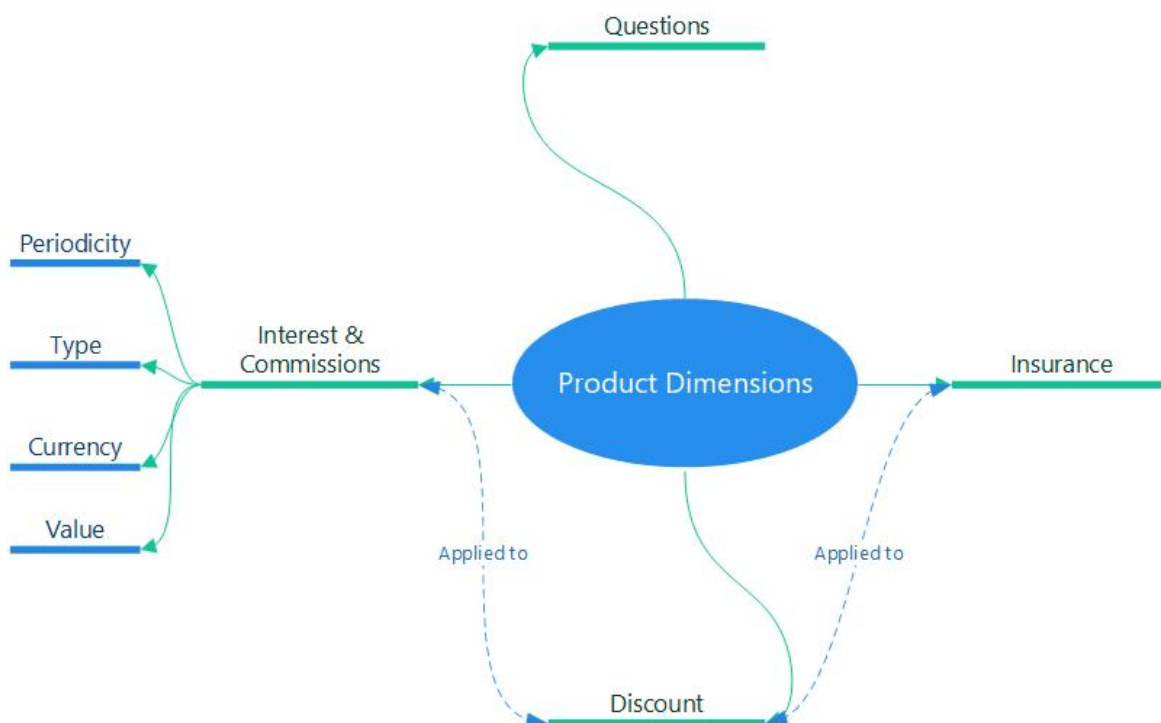 Questions
Periodicity
Type
Interest &
Commissions
Product Dimensions
Insurance
Currency
Value
Applied to
Applied to
Discount